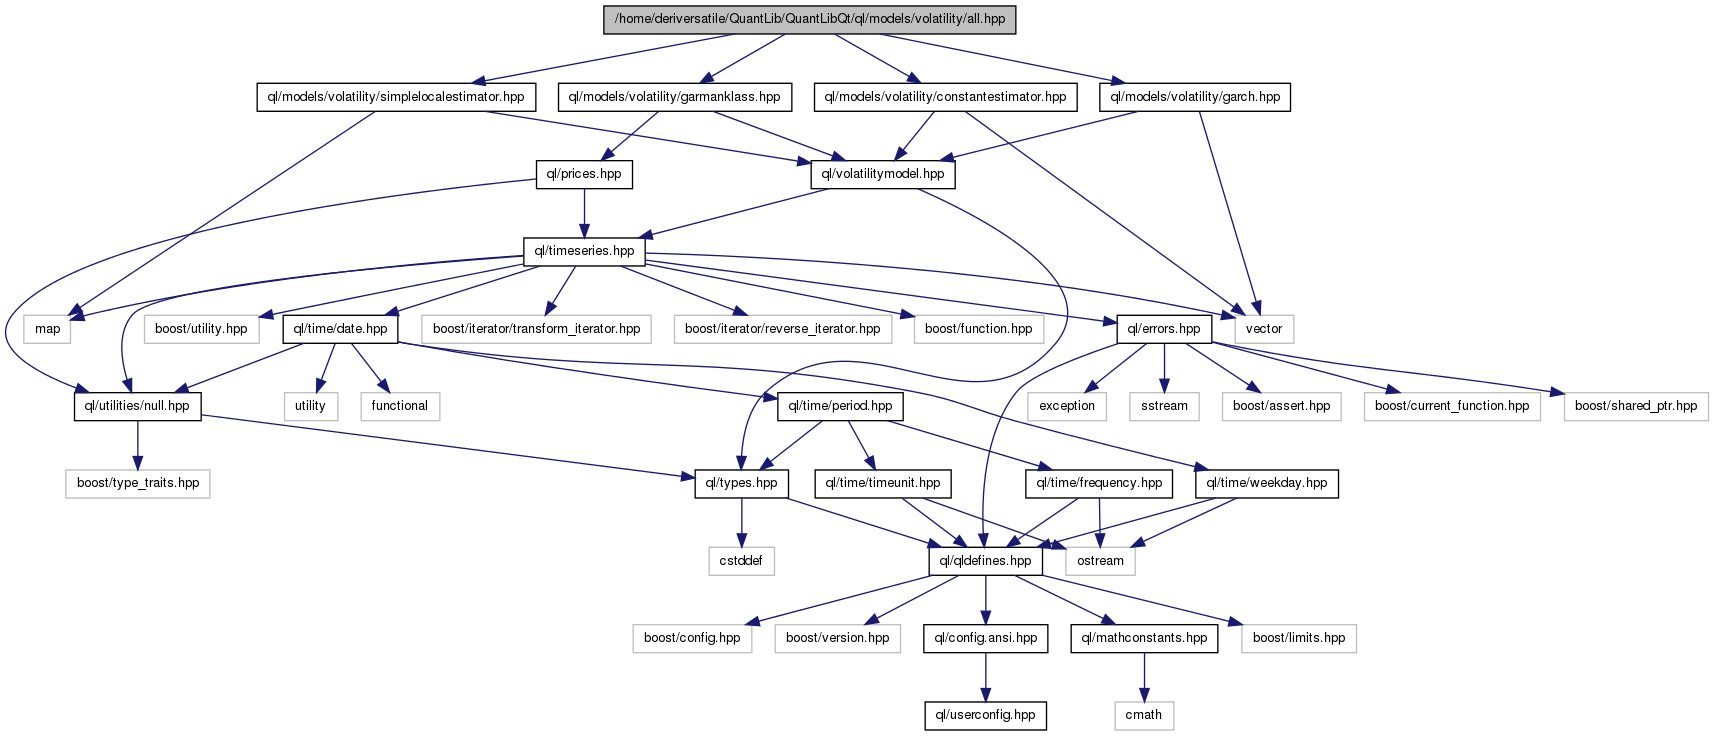 /home/deriversatile/QuantLib/QuantLibQt/ql/models/volatility/all.hpp
ql/models/volatility/simplelocalestimator.hpp
ql/models/volatility/garmanklass.hpp
ql/models/volatility/constantestimator.hpp
ql/models/volatility/garch.hpp
ql/prices.hpp
ql/volatilitymodel.hpp
ql/timeseries.hpp
map
boost/utility.hpp
ql/time/date.hpp
boost/iterator/transform_iterator.hpp
boost/iterator/reverse_iterator.hpp
boost/function.hpp
ql/errors.hpp
vector
ql/utilities/null.hpp
utility
functional
ql/time/period.hpp
exception
sstream
boost/assert.hpp
boost/current_function.hpp
boost/shared_ptr.hpp
boost/type_traits.hpp
ql/types.hpp
ql/time/timeunit.hpp
ql/time/frequency.hpp
ql/time/weekday.hpp
cstddef
ql/qldefines.hpp
ostream
boost/config.hpp
boost/version.hpp
ql/config.ansi.hpp
ql/mathconstants.hpp
boost/limits.hpp
ql/userconfig.hpp
cmath